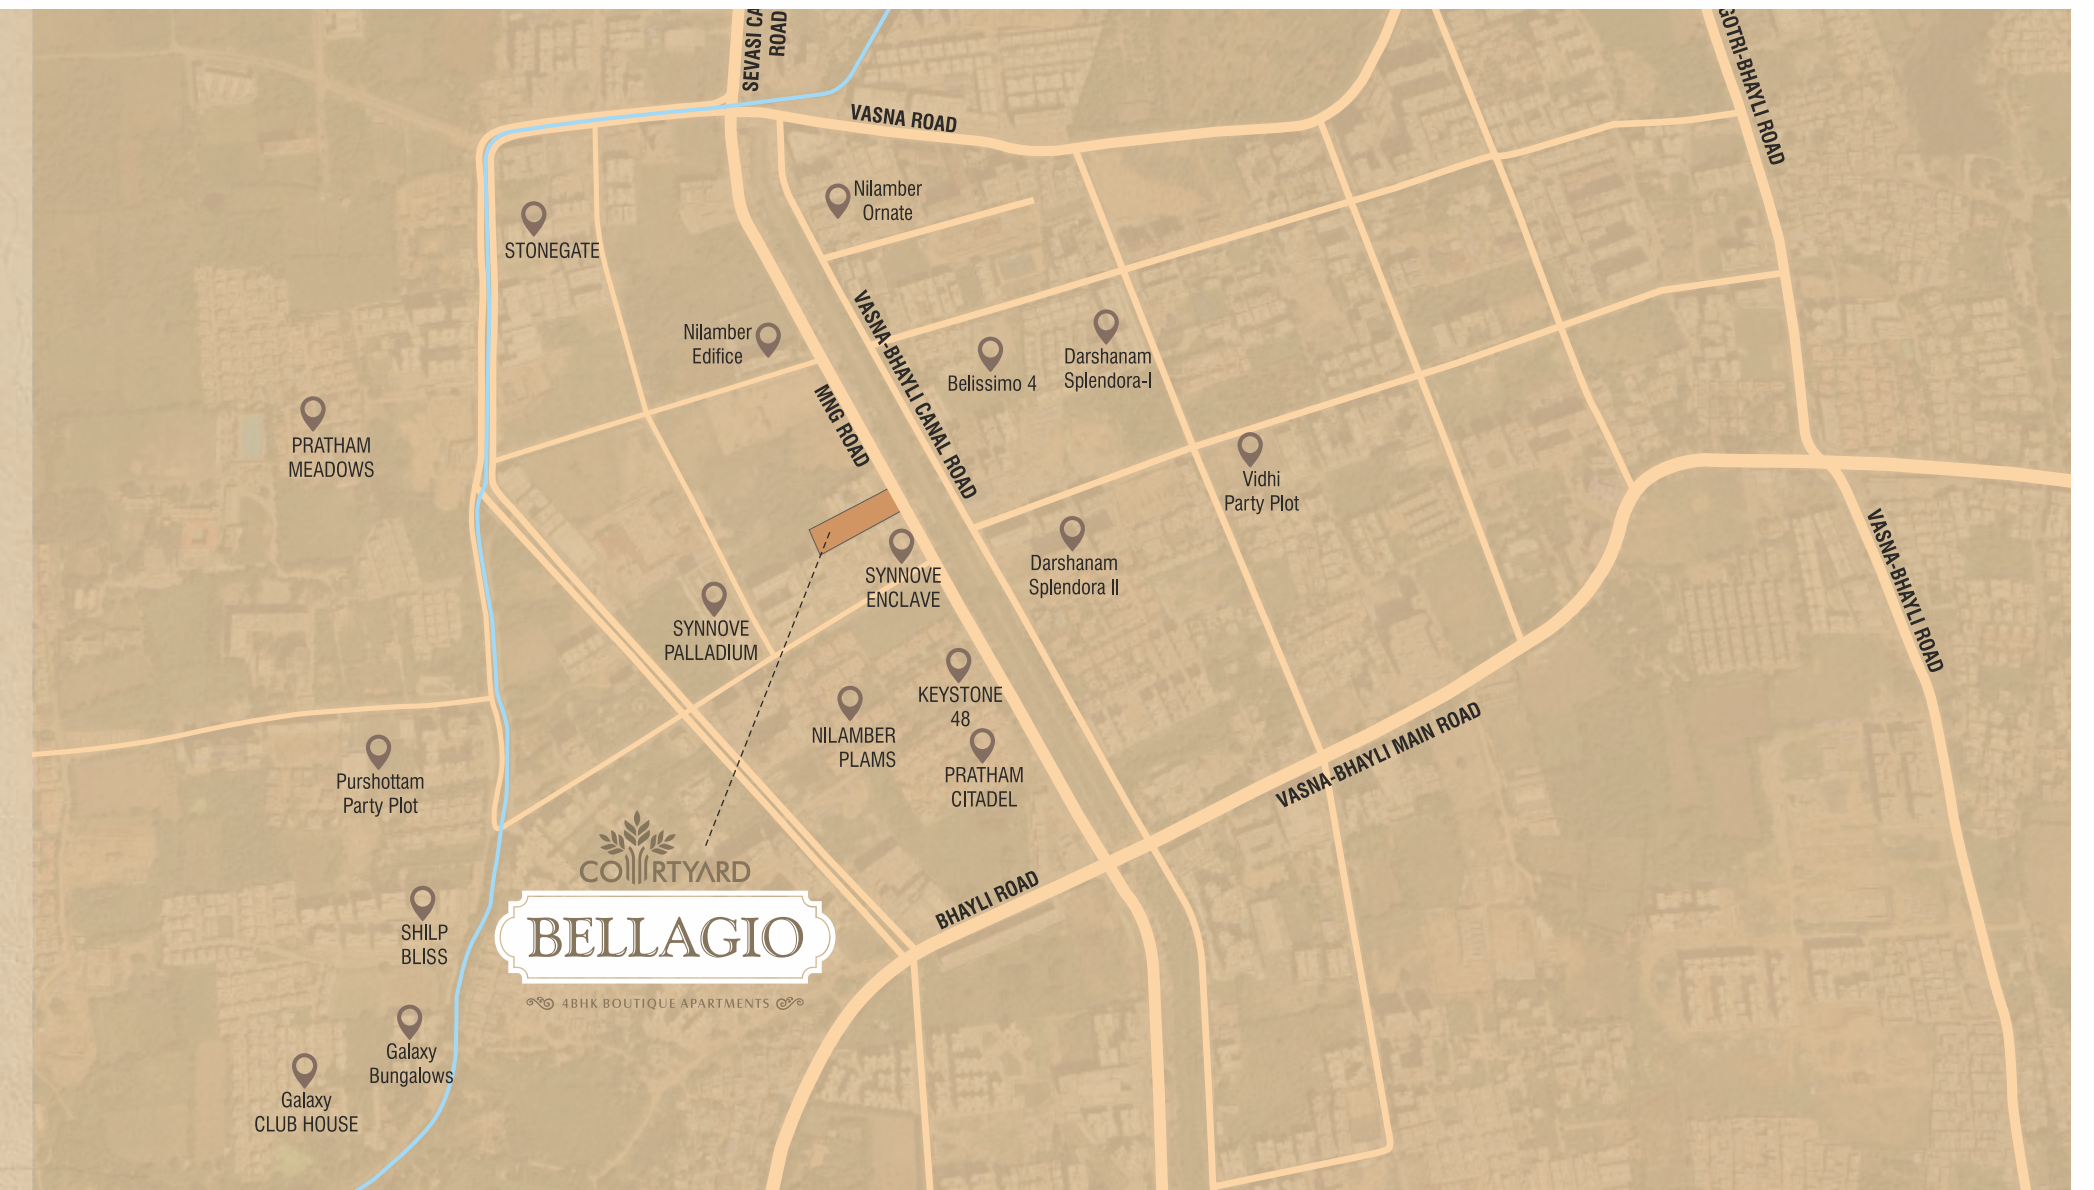 SEVASI CA
ROAD
VASNA ROAD
GOTRI-BHAYLI ROAD
Nilamber
Ornate
STONEGATE
Nilamber
Edifice
VASNA-BHAYLI CANAL ROAD
Belissimo 4
Darshanam
Splendora-I
MNG ROAD
PRATHAM
MEADOWS
Vidhi
Party Plot
SYNNOVE
ENCLAVE
Darshanam
Splendora II
VASNA-BHAYLI ROAD
SYNNOVE
PALLADIUM
KEYSTONE
48
NILAMBER
PLAMS
PRATHAM
CITADEL
VASNA-BHAYLI MAIN ROAD
Purshottam
Party Plot
BHAYLI ROAD
COURTYARD
BELLAGIO
4BHK BOUTIQUE APARTMENTS
SHILP
BLISS
Galaxy
Bungalows
Galaxy
CLUB HOUSE